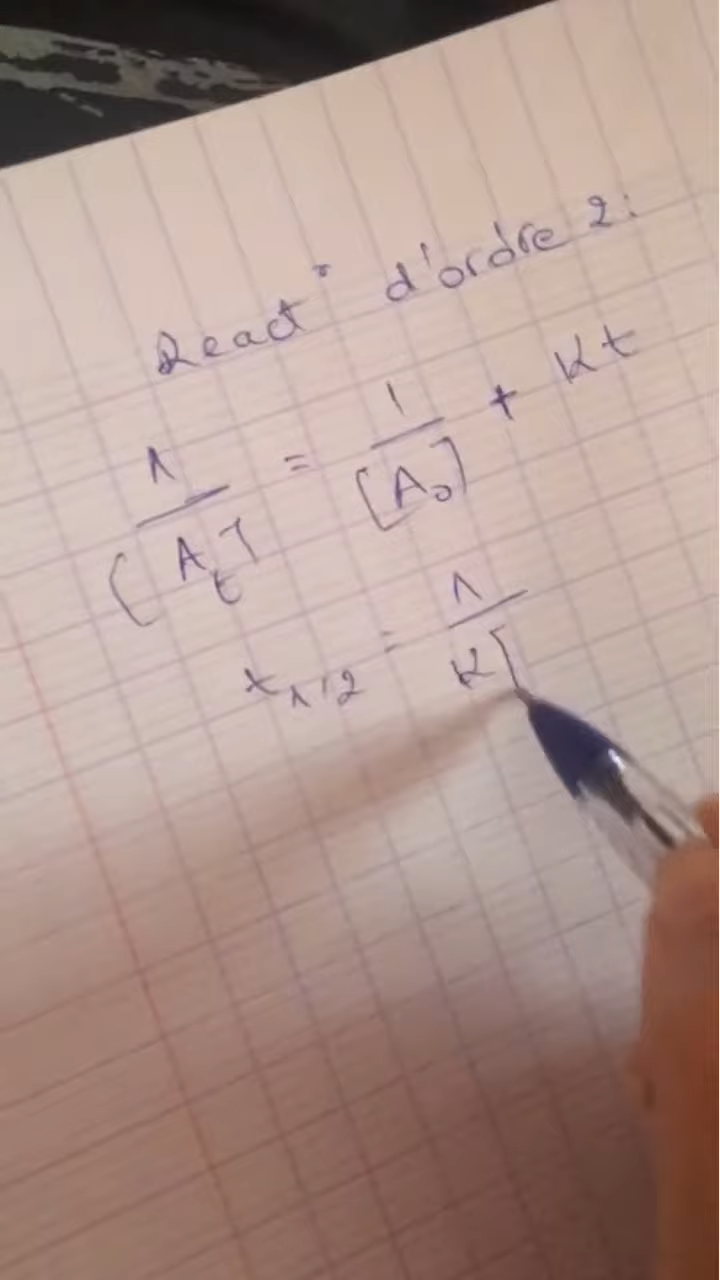 React° d'ordre 2:
1/[At] = 1/[A0] + Kt
t1/2 = 1/K[